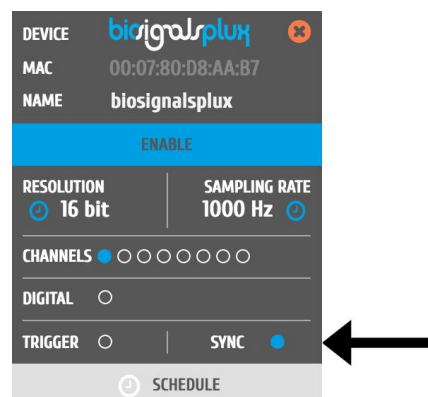 DEVICE biosignalsplux
MAC 00:07:80:D8:AA:B7
NAME biosignalsplux
ENABLE
RESOLUTION SAMPLING RATE
16 bit 1000 Hz
CHANNELS
DIGITAL
TRIGGER SYNC
SCHEDULE